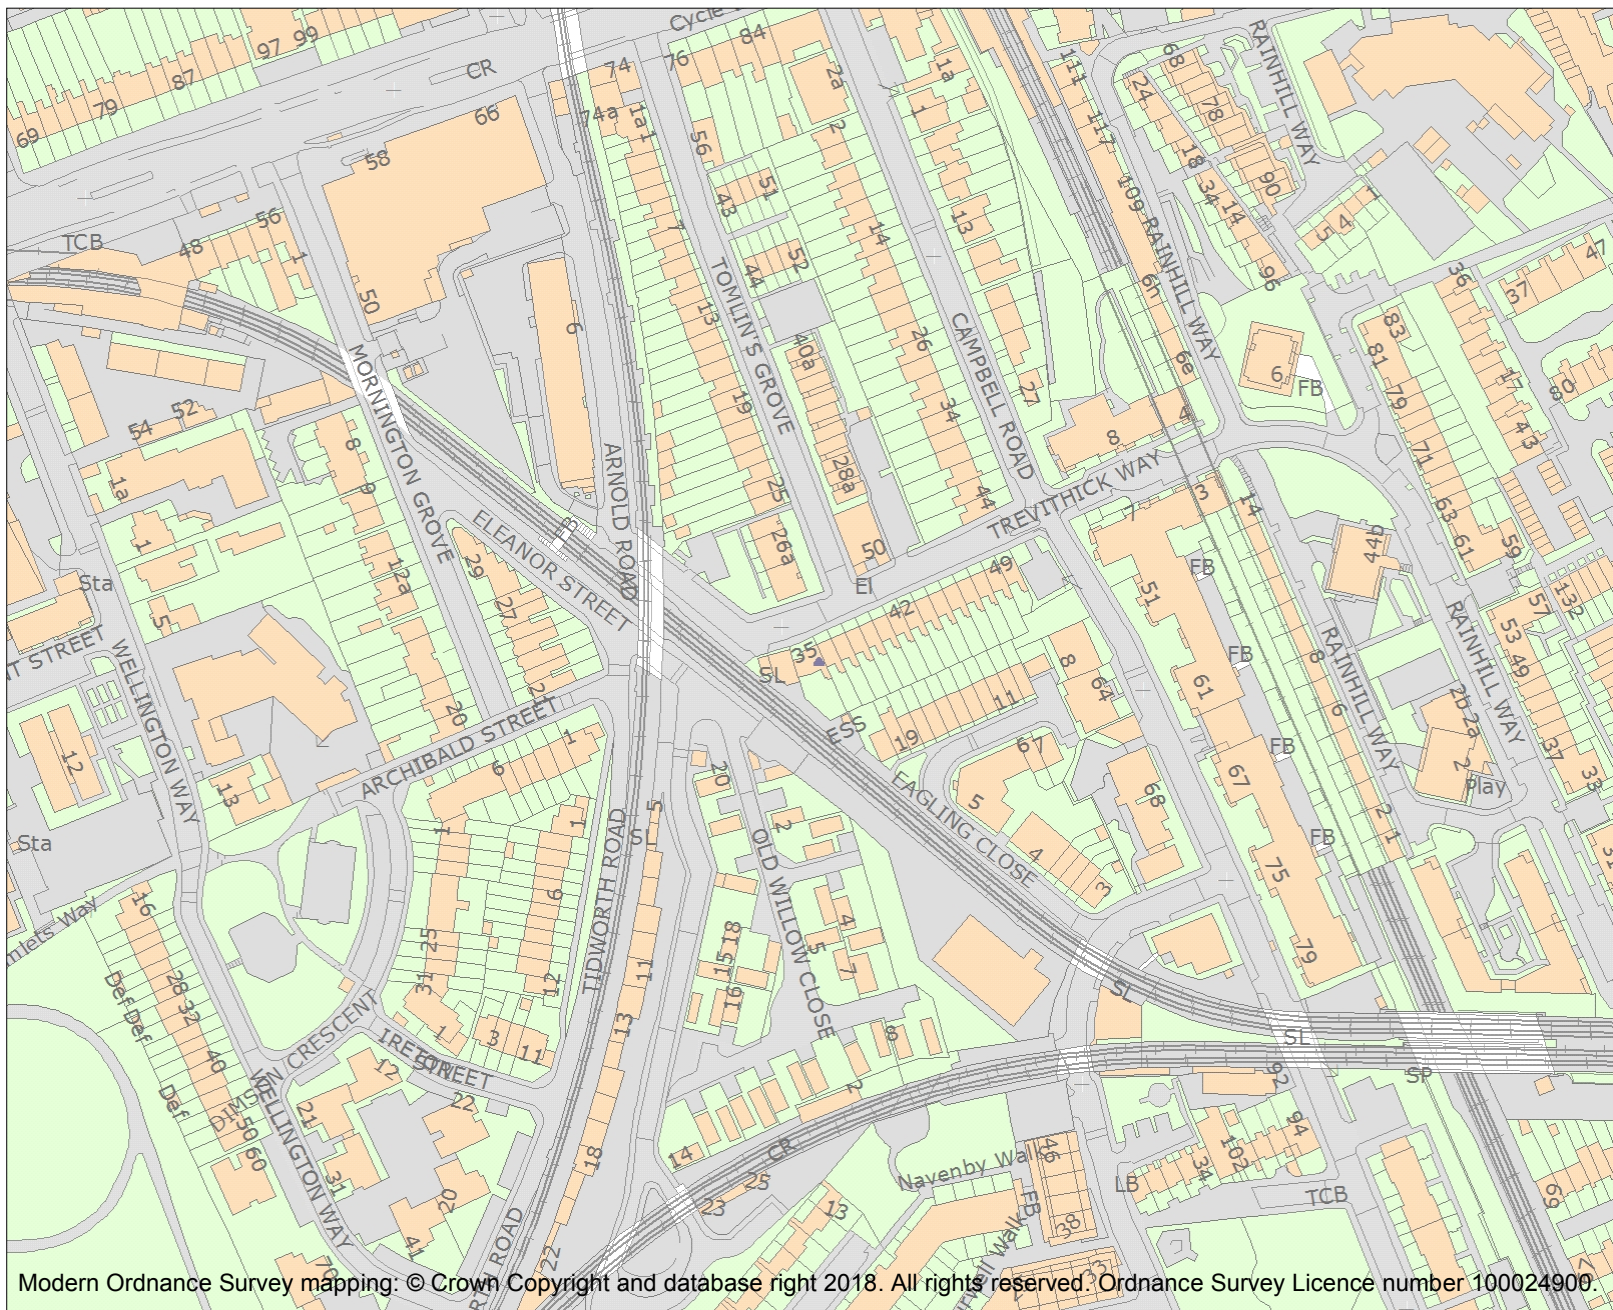 Cycle
84
97 99
CR
76
74
2a
1a
111
68
RAINHILL WAY
87
79
66
74a
1a
1
2
1
24
78
117
69
58
56
51
18
90
109
34
14
43
7
13
14
1
4
5
RAINHILL WAY
56
48
TCB
1
52
44
TOMLIN'S GROVE
47
36
37
96
6h
50
6
13
40a
26
CAMPBELL ROAD
83
81
MORNINGTON GROVE
6e
6
FB
27
17
80
79
52
54
19
34
4
8
43
71
8
9
1a
ARNOLD ROAD
28a
25
44
TREVITHICK WAY
3
7
14
63
61
59
ELEANOR STREET
1
29
12a
26a
50
EI
49
FB
44b
Sta
27
5
42
51
57
132
RAINHILL WAY
53
49
WELLINGTON WAY
35
SL
8
64
FB
61
8
RAINHILL WAY
6
2b 2a
21
20
ARCHIBALD STREET
11
ESS
19
FB
37
12
13
1
6
20
67
EAGLING CLOSE
5
68
67
2
Play
33
Sta
1
1
5
SL
2
OLD WILLOW CLOSE
4
3
FB
2
1
75
16
6
TIDWORTH ROAD
25
31
18
15
16
4
5
7
79
28
32
Def
Def
12
11
SL
40
DIMSON CRESCENT
1
IRETON
STREET
3
11
13
8
SL
SP
Def
12
22
2
92
50
60
21
WELLINGTON WAY
31
20
18
14
CR
25
23
Navenby Walk
46
FB
38
34
102
94
LB
TCB
69
13
41
70
22
33
Modern Ordnance Survey mapping: © Crown Copyright and database right 2018. All rights reserved. Ordnance Survey Licence number 100024900.